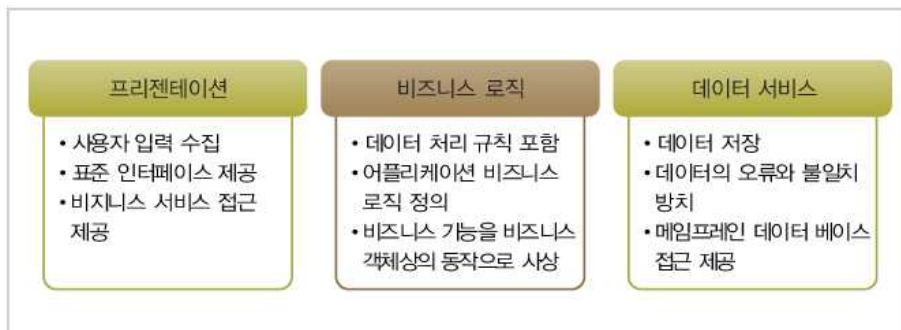 프리젠테이션
• 사용자 입력 수집
• 표준 인터페이스 제공
• 비지니스 서비스 접근
제공
비즈니스 로직
• 데이터 처리 규칙 포함
• 어플리케이션 비즈니스
로직 정의
• 비즈니스 기능을 비즈니스
객체상의 동작으로 사상
데이터 서비스
• 데이터 저장
• 데이터의 오류와 불일치
방치
• 메임프레인 데이터 베이스
접근 제공